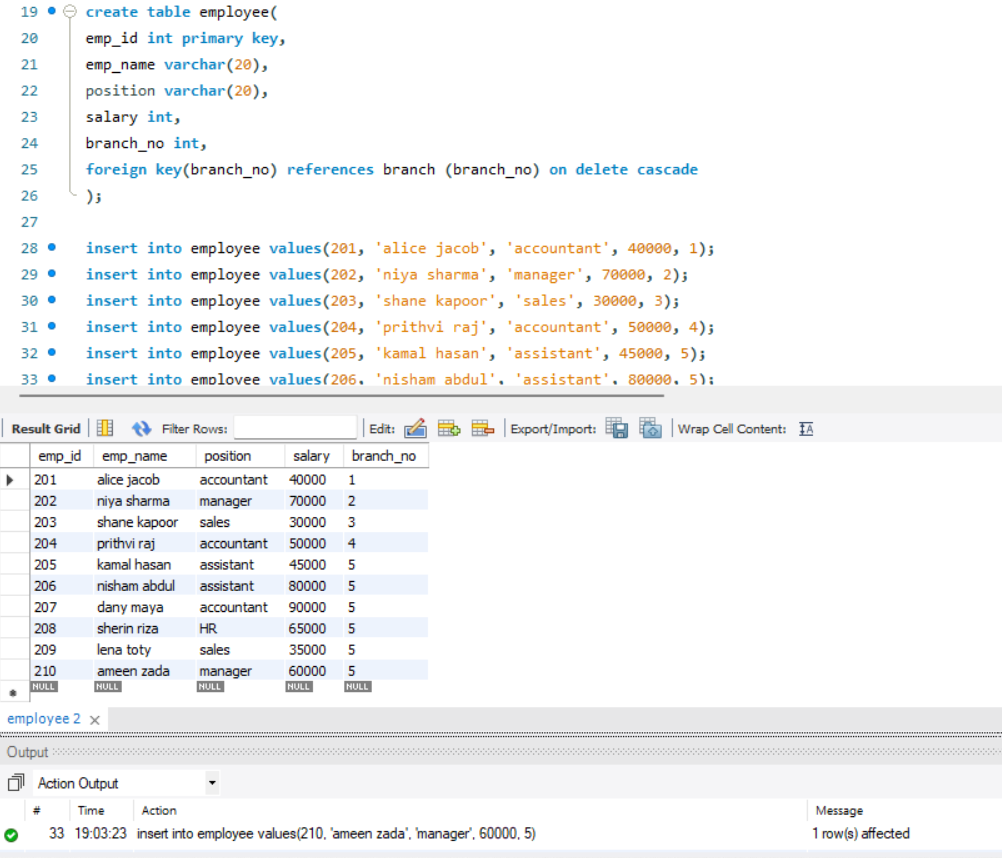 19 create table employee(
20 emp_id int primary key,
21 emp_name varchar(20),
22 position varchar(20),
23 salary int,
24 branch_no int,
25 foreign key(branch_no) references branch (branch_no) on delete cascade
26 );
27
28 insert into employee values(201, 'alice jacob', 'accountant', 40000, 1);
29 insert into employee values(202, 'niya sharma', 'manager', 70000, 2);
30 insert into employee values(203, 'shane kapoor', 'sales', 30000, 3);
31 insert into employee values(204, 'prithvi raj', 'accountant', 50000, 4);
32 insert into employee values(205, 'kamal hasan', 'assistant', 45000, 5);
33 insert into employee values(206, 'nisham abdul', 'assistant', 80000, 5);
Result Grid Filter Rows: Edit: Export/Import: Wrap Cell Content: IA
emp_id emp_name position salary branch_no
201 alice jacob accountant 40000 1
202 niya sharma manager 70000 2
203 shane kapoor sales 30000 3
204 prithvi raj accountant 50000 4
205 kamal hasan assistant 45000 5
206 nisham abdul assistant 80000 5
207 dany maya accountant 90000 5
208 sherin riza HR 65000 5
209 lena toty sales 35000 5
210 ameen zada manager 60000 5
NULL NULL NULL NULL NULL
employee 2
Output
Action Output
# Time Action Message
33 19:03:23 insert into employee values(210, 'ameen zada', 'manager', 60000, 5) 1 row(s) affected